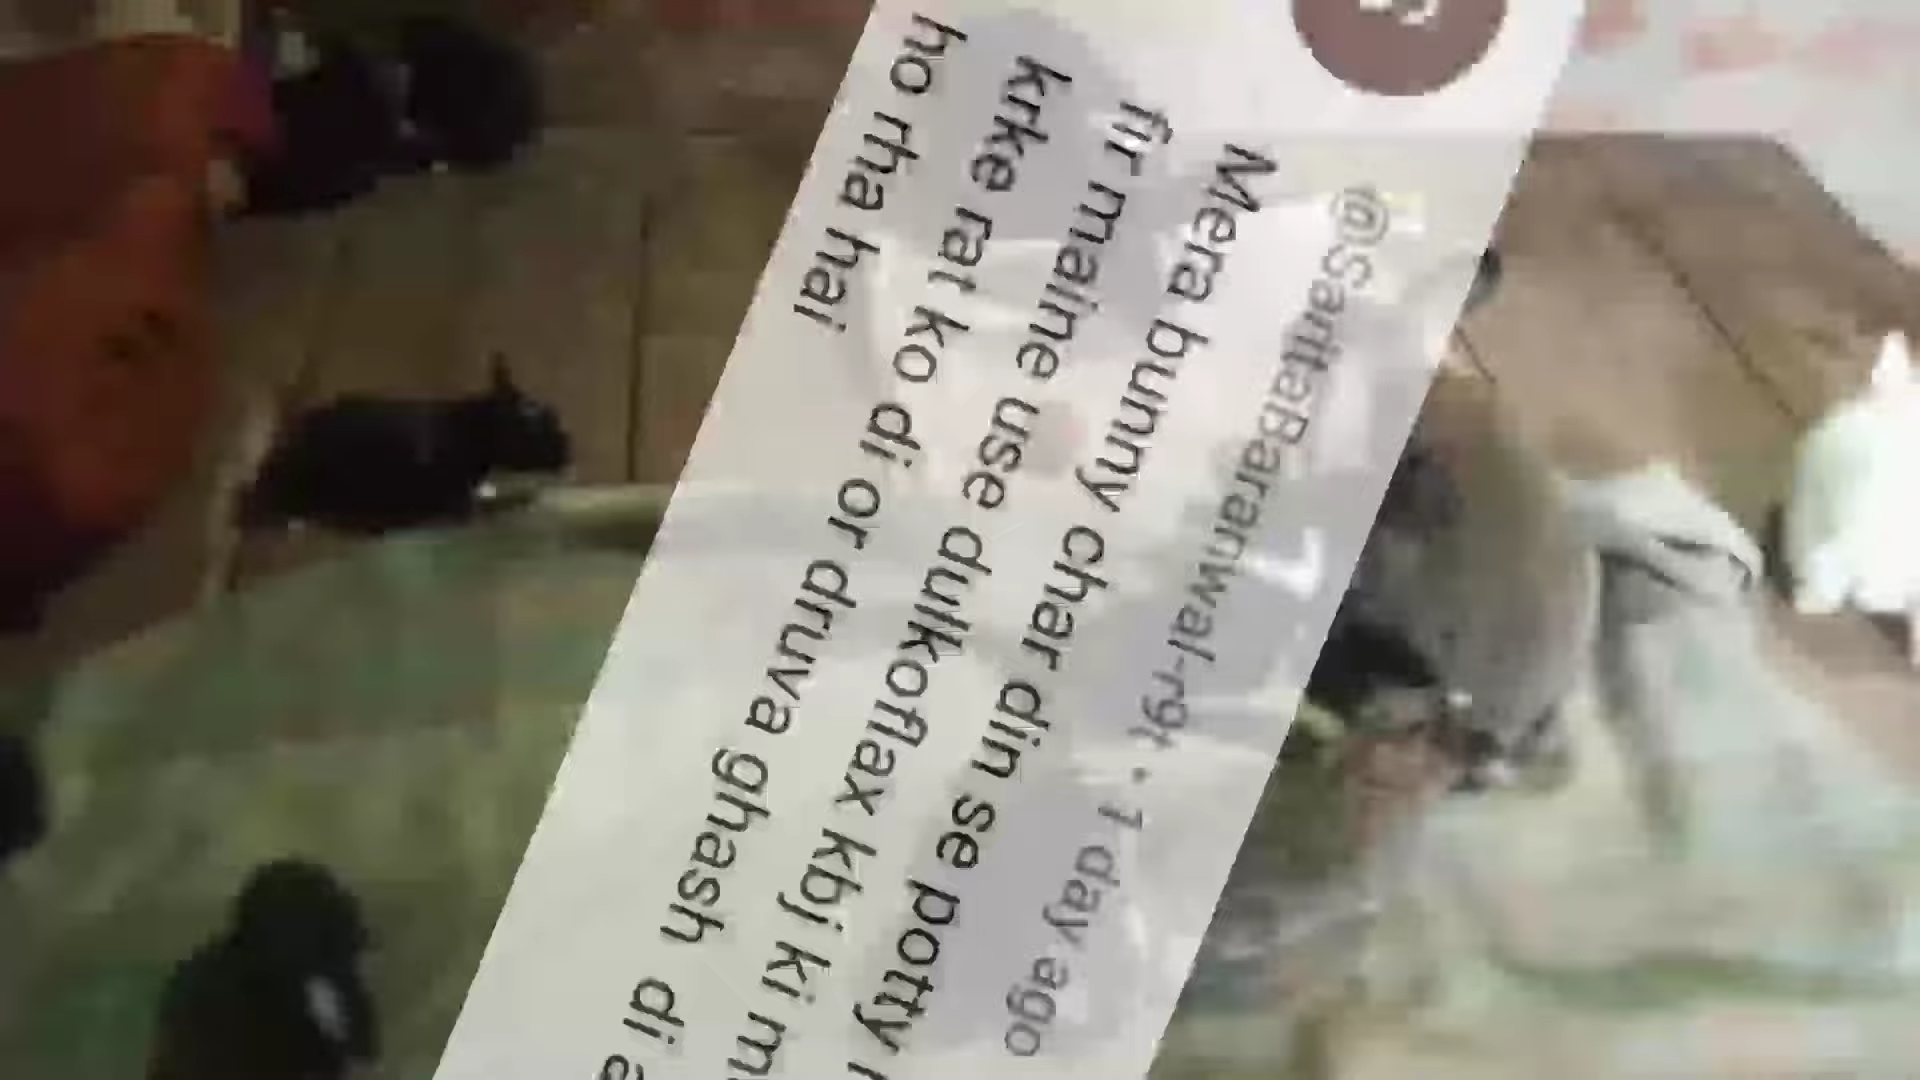 @SaritaBaranwal-rg1 • 1 day ago
Mera bunny char din se potty
fir maine use dulkoflax kbj ki
krke rat ko di or druva ghash di
ho rha hai